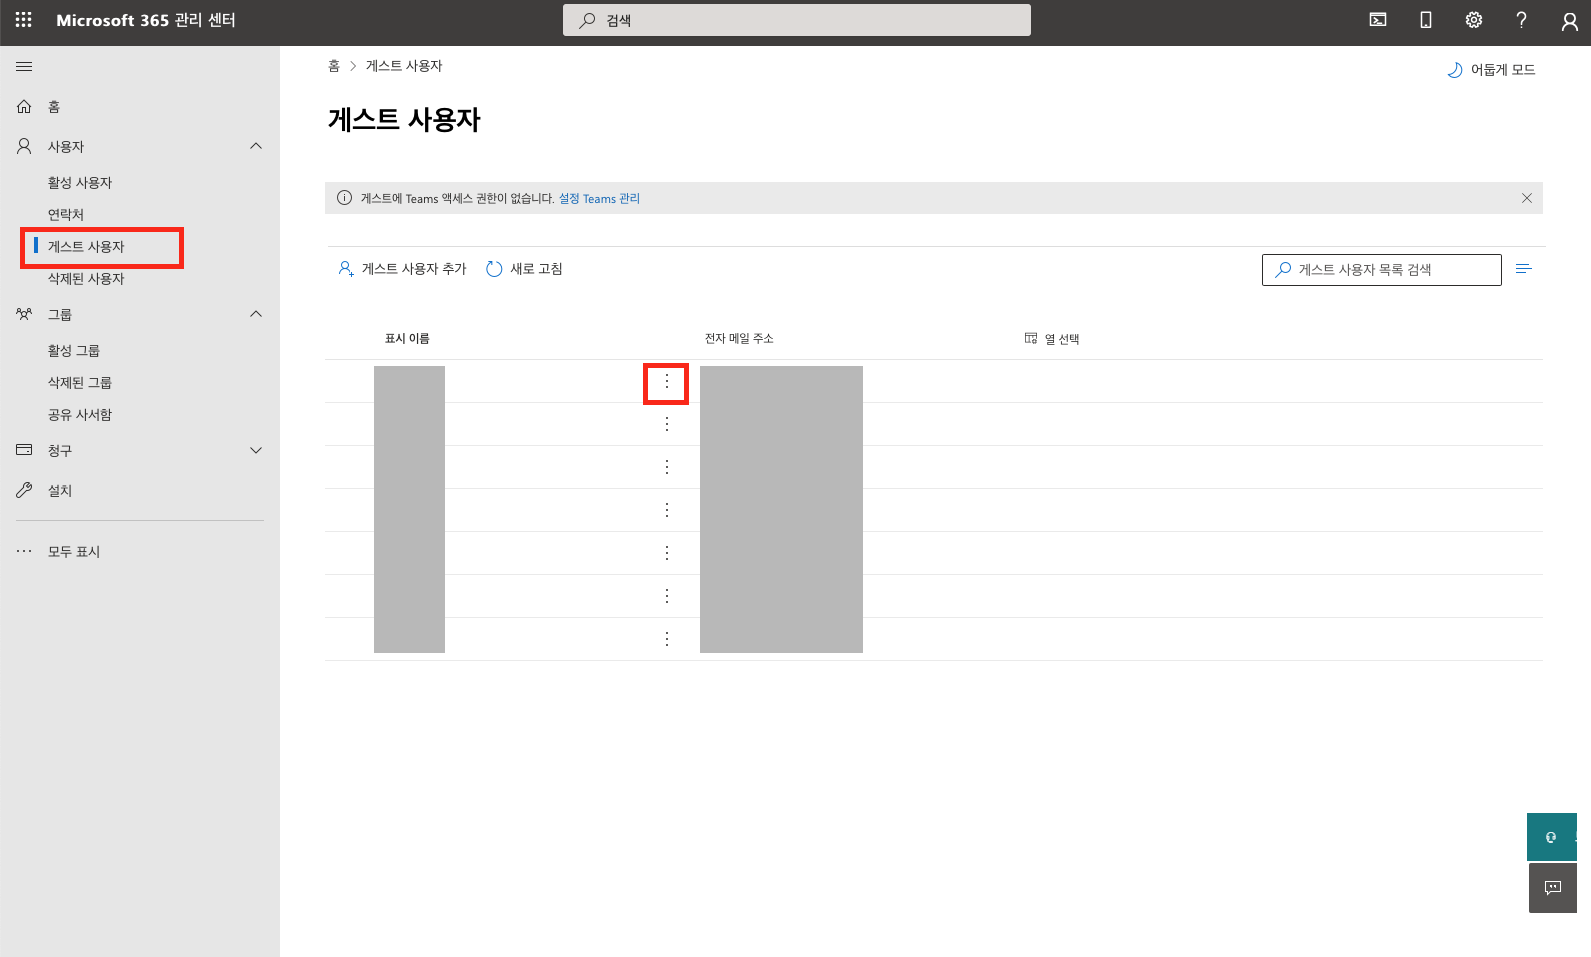 Microsoft 365 관리 센터
검색
홈
사용자
활성 사용자
연락처
게스트 사용자
삭제된 사용자
그룹
활성 그룹
삭제된 그룹
공유 사서함
청구
설치
모두 표시
홈 > 게스트 사용자
어둡게 모드
게스트 사용자
게스트에 Teams 액세스 권한이 없습니다. 설정 Teams 관리
게스트 사용자 추가
새로 고침
게스트 사용자 목록 검색
표시 이름
전자 메일 주소
열 선택